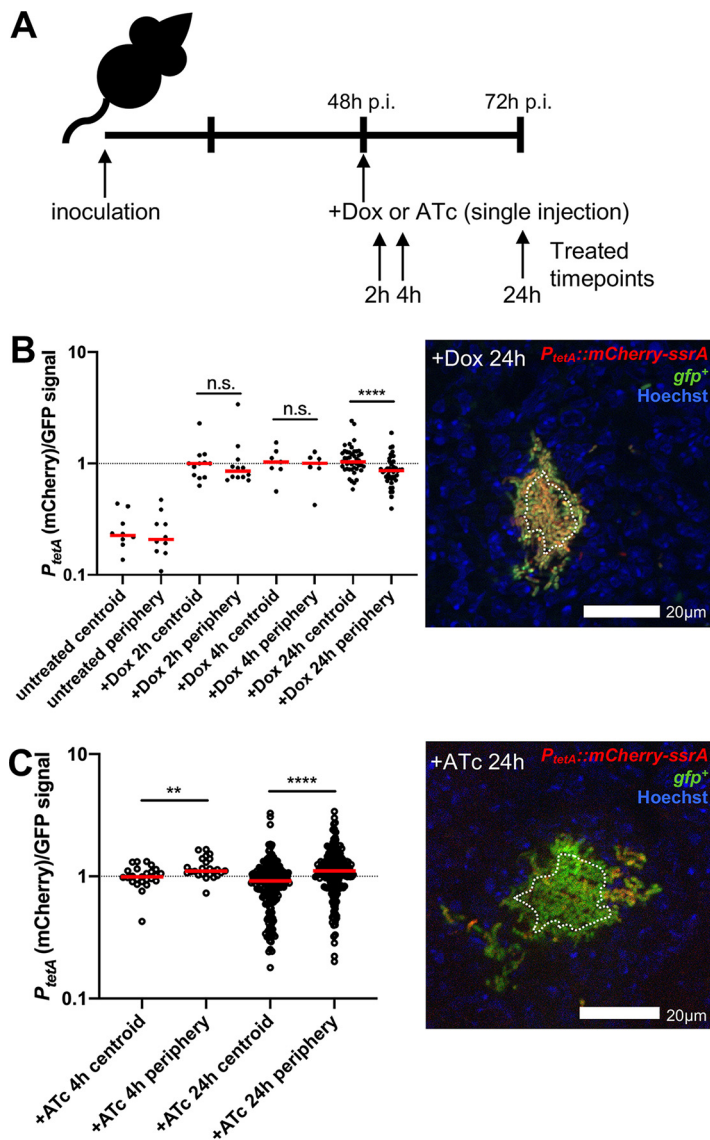 A
48h p.i.
72h p.i.
inoculation
+Dox or ATc (single injection)
2h 4h
24h
Treated
timepoints
B
PtetA (mCherry)/GFP signal
10
1
0.1
n.s.
n.s.
****
untreated centroid
untreated periphery
+Dox 2h centroid
+Dox 2h periphery
+Dox 4h centroid
+Dox 4h periphery
+Dox 24h centroid
+Dox 24h periphery
+Dox 24h
PtetA::mCherry-ssrA
gfp+
Hoechst
20µm
C
PtetA (mCherry)/GFP signal
10
1
0.1
**
****
+ATc 4h centroid
+ATc 4h periphery
+ATc 24h centroid
+ATc 24h periphery
+ATc 24h
PtetA::mCherry-ssrA
gfp+
Hoechst
20µm